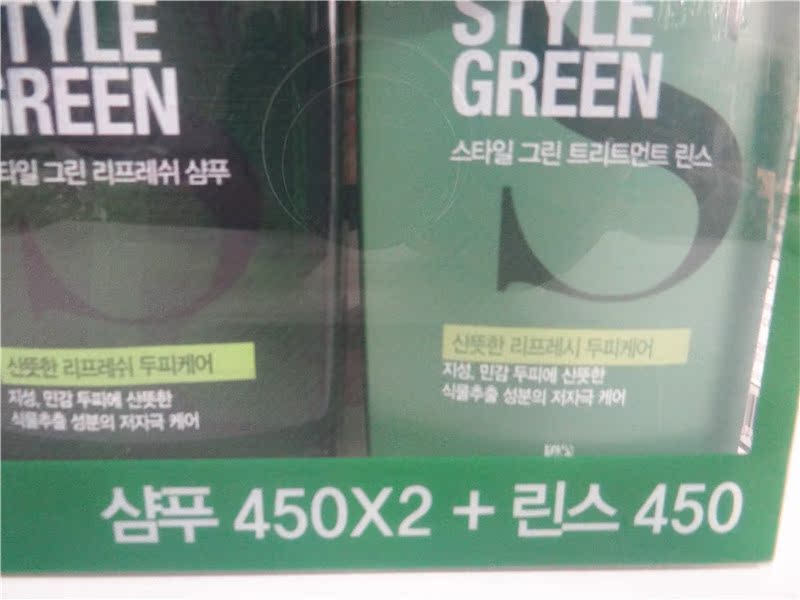 TYLE
GREEN
타일 그린 리프레쉬 샴푸
산뜻한 리프레쉬 두피케어
지성, 민감 두피에 산뜻한
식물추출 성분의 저자극 케어
STYLE
GREEN
스타일 그린 트리트먼트 린스
산뜻한 리프레시 두피케어
지성, 민감 두피에 산뜻한
식물추출 성분의 저자극 케어
샴푸 450X2 + 린스 450